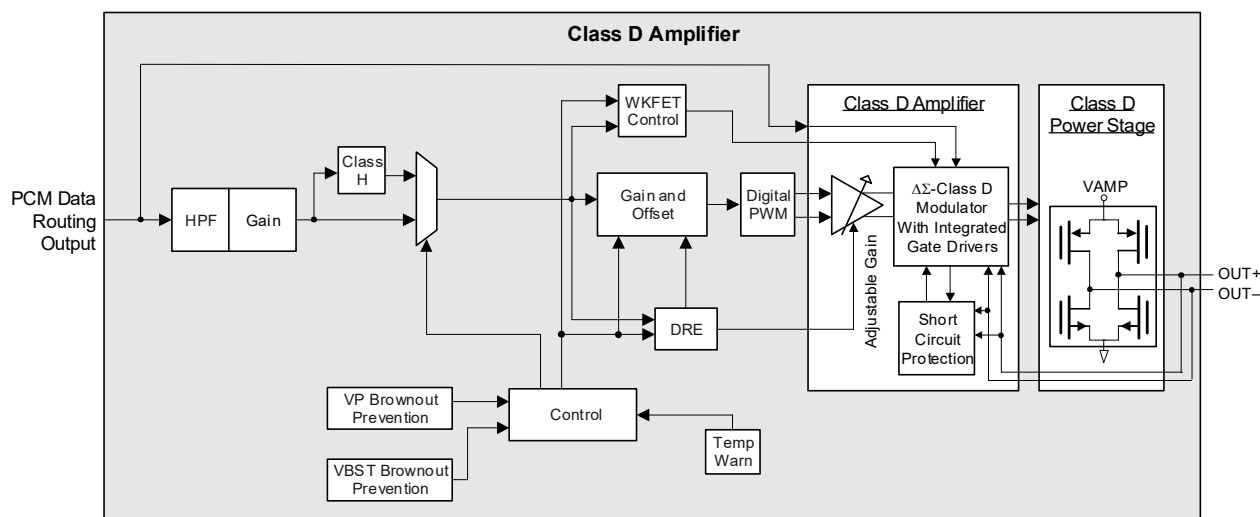 Class D Amplifier
PCM Data
Routing
Output
HPF
Gain
Class
H
WKFET
Control
Gain and
Offset
Digital
PWM
DRE
Class D Amplifier
ΔΣ-Class D
Modulator
With Integrated
Gate Drivers
Adjustable Gain
Short
Circuit
Protection
Class D
Power Stage
VAMP
OUT+
OUT–
VP Brownout
Prevention
VBST Brownout
Prevention
Control
Temp
Warn